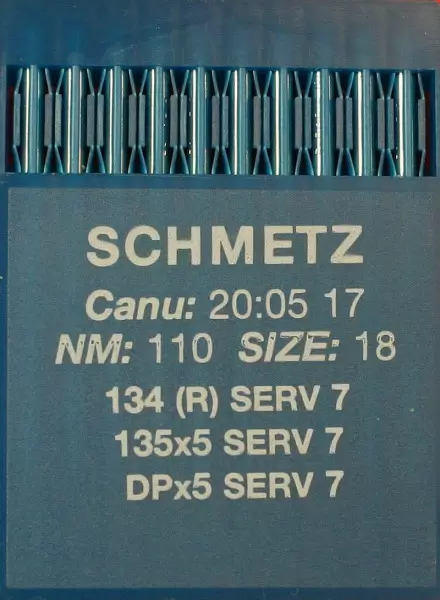 SCHMETZ
Canu: 20:05 17
NM: 110 SIZE: 18
134 (R) SERV 7
135x5 SERV 7
DPx5 SERV 7